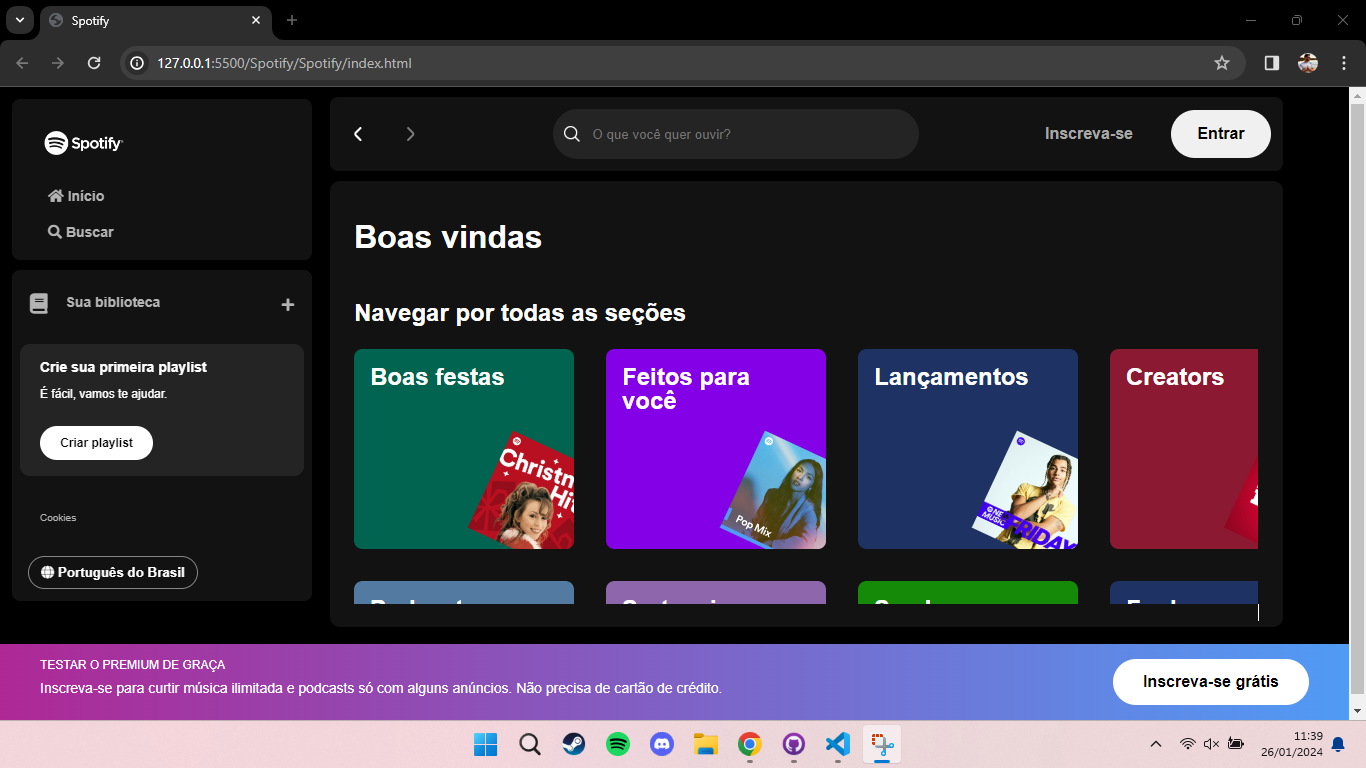 Spotify
127.0.0.1:5500/Spotify/Spotify/index.html
Spotify
Início
Buscar
Sua biblioteca
Crie sua primeira playlist
É fácil, vamos te ajudar.
Criar playlist
Cookies
Português do Brasil
O que você quer ouvir?
Inscreva-se
Entrar
Boas vindas
Navegar por todas as seções
Boas festas
Feitos para
você
Lançamentos
Creators
Pop Mix
FRIDAY
TESTAR O PREMIUM DE GRAÇA
Inscreva-se para curtir música ilimitada e podcasts só com alguns anúncios. Não precisa de cartão de crédito.
Inscreva-se grátis
11:39
26/01/2024